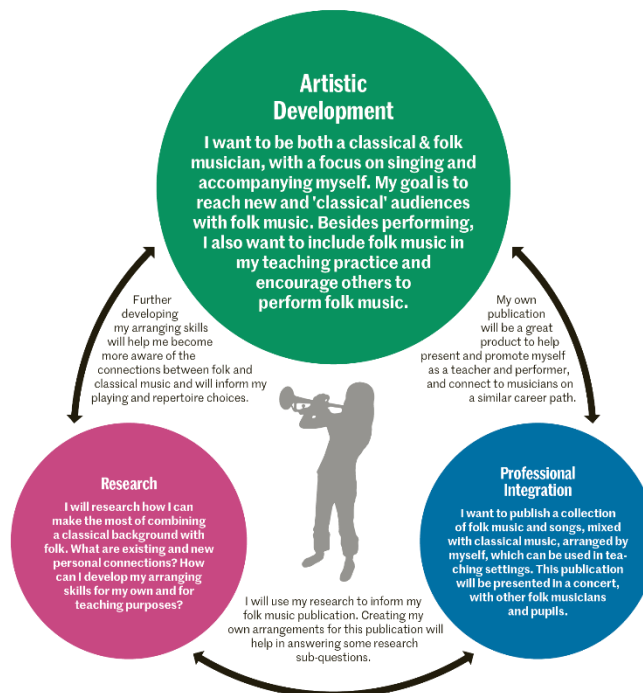 Artistic
Development
I want to be both a classical & folk
musician, with a focus on singing and
accompanying myself. My goal is to
reach new and 'classical' audiences
with folk music. Besides performing,
I also want to include folk music in
my teaching practice and
encourage others to
perform folk music.
Further
developing
my arranging skills
will help me become
more aware of the
connections between folk and
classical music and will inform my
playing and repertoire choices.
My own
publication
will be a great
product to help
present and promote myself
as a teacher and performer,
and connect to musicians on
a similar career path.
Research
I will research how I can
make the most of combining
a classical background with
folk. What are existing and new
personal connections? How
can I develop my arranging
skills for my own and for
teaching purposes?
Professional
Integration
I want to publish a collection
of folk music and songs, mixed
with classical music, arranged by
myself, which can be used in tea-
ching settings. This publication
will be presented in a concert,
with other folk musicians
and pupils.
I will use my research to inform my
folk music publication. Creating my
own arrangements for this publication will
help in answering some research
sub-questions.